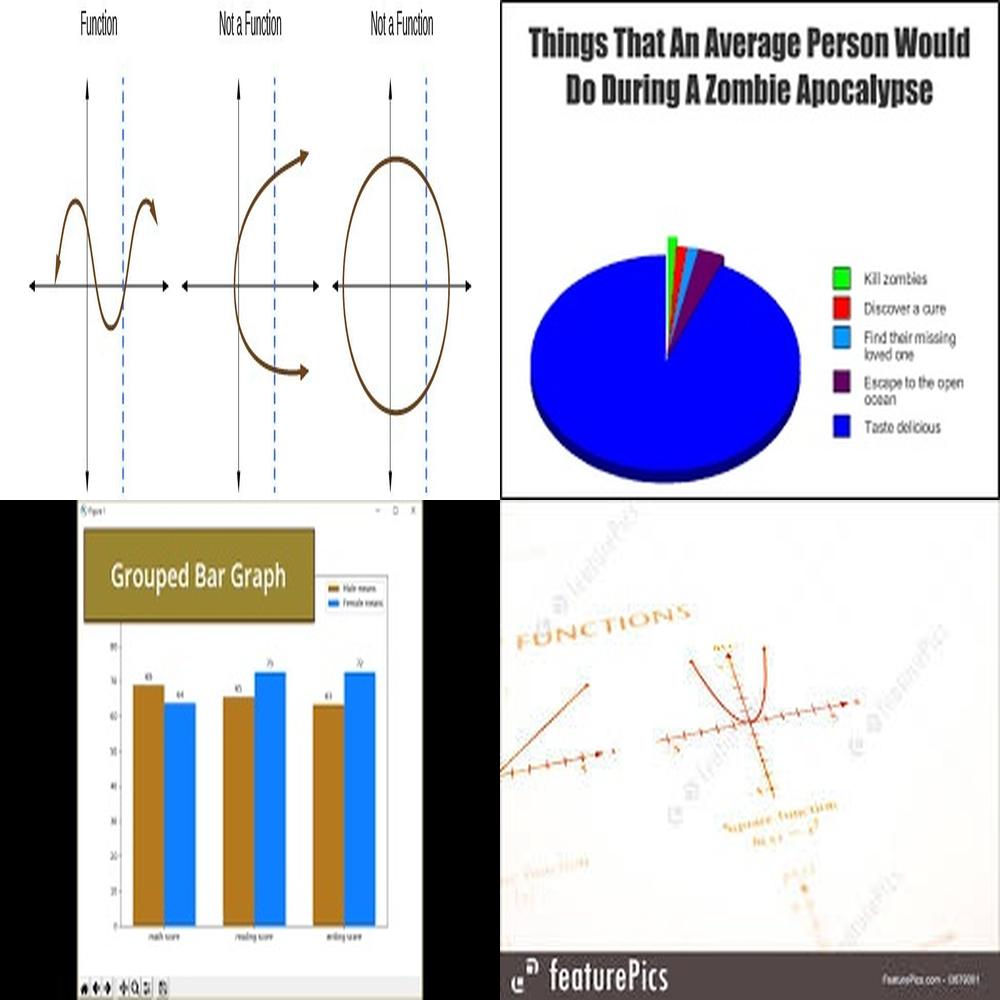 Function
Not a Function
Not a Function
Things That An Average Person Would
Do During A Zombie Apocalypse
Kill zombies
Discover a cure
Find their missing
loved one
Escape to the open
ocean
Taste delicious
Figure 1
Grouped Bar Graph
Male means
Female means
80
70
60
50
40
30
20
10
0
69
64
65
73
63
72
math score
reading score
writing score
FUNCTIONS
Square function
featurePics
featurePics
featurePics
featurePics
FeaturePics.com